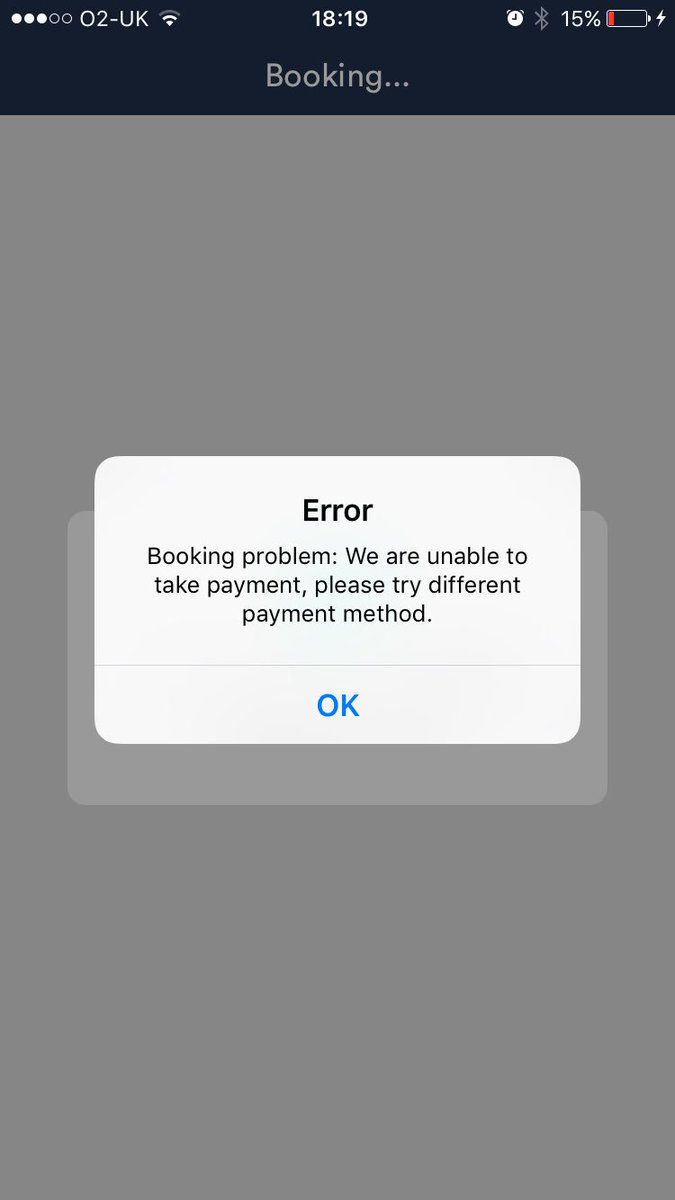 O2-UK 18:19 15%
Booking...
Error
Booking problem: We are unable to
take payment, please try different
payment method.
OK